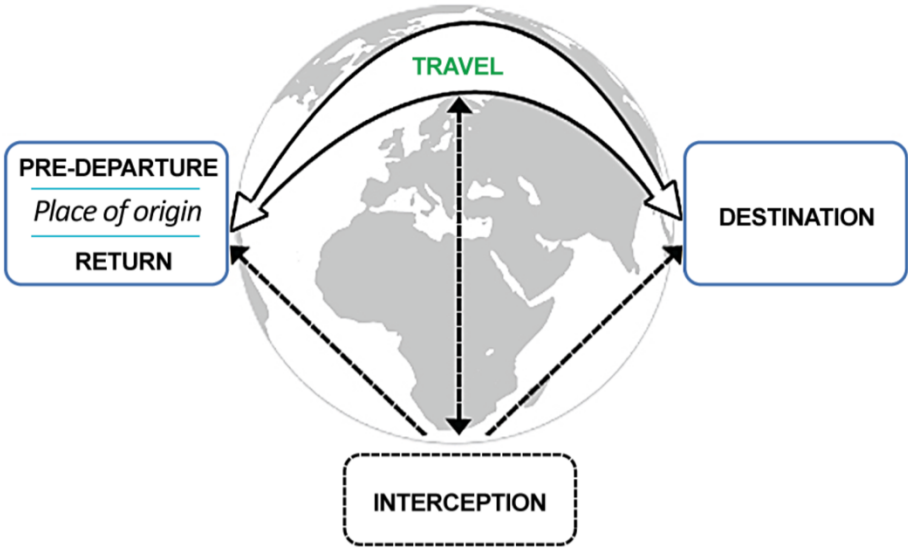 TRAVEL
PRE-DEPARTURE
Place of origin
RETURN
DESTINATION
INTERCEPTION